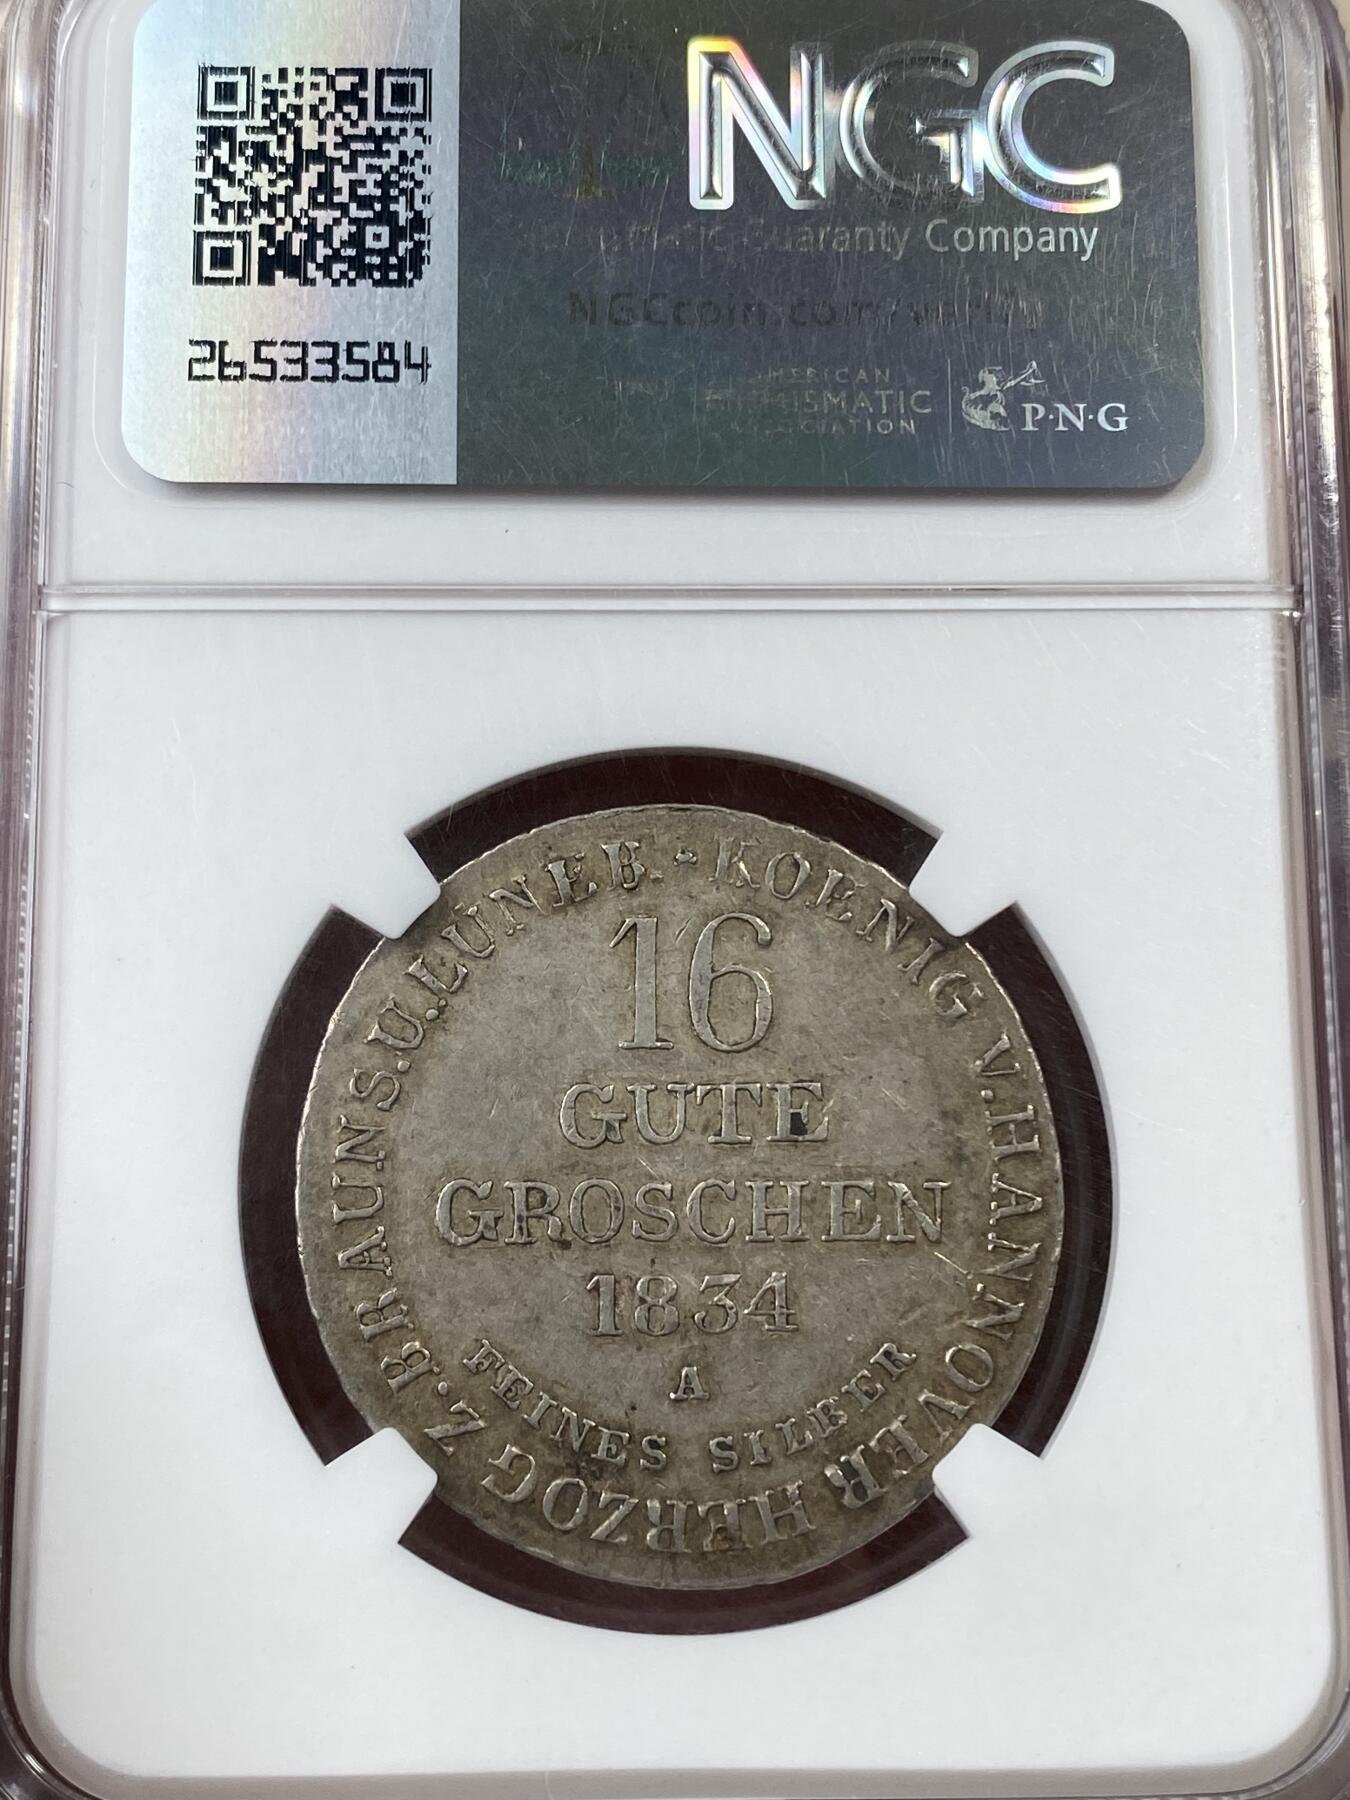 NGC
Numismatic Guaranty Company
NGCcoin.com/verify
26533584
AMERICAN
NUMISMATIC
ASSOCIATION
P·N·G
KOENIG V. HANNOVER HERZOG Z. BRAUNS. U. LUNEB.
16
GUTE
GROSCHEN
1834
A
FEINES SILBER